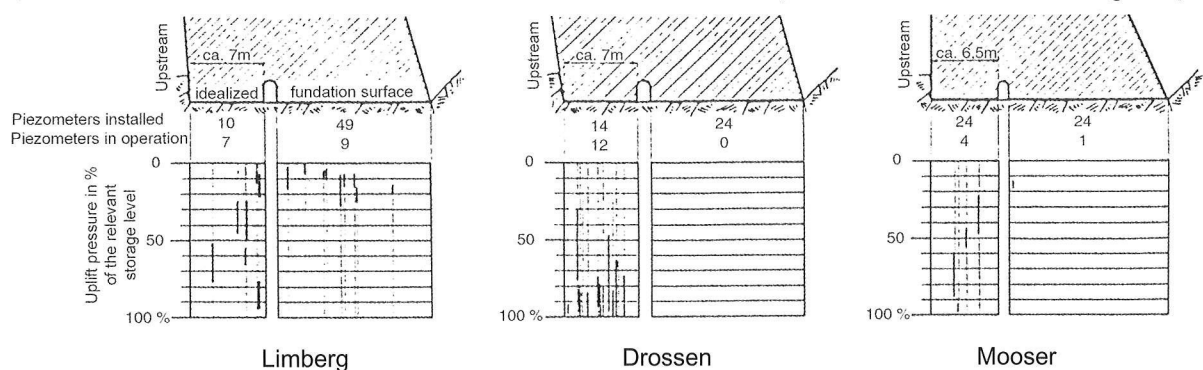 Upstream
ca. 7m
idealized fundation surface
Upstream
ca. 7m
Upstream
ca. 6.5m
Piezometers installed 10 49 14 24 24 24
Piezometers in operation 7 9 12 0 4 1
Uplift pressure in %
of the relevant
storage level
0 0 0
50 50 50
100 % 100 % 100 %
Limberg Drossen Mooser